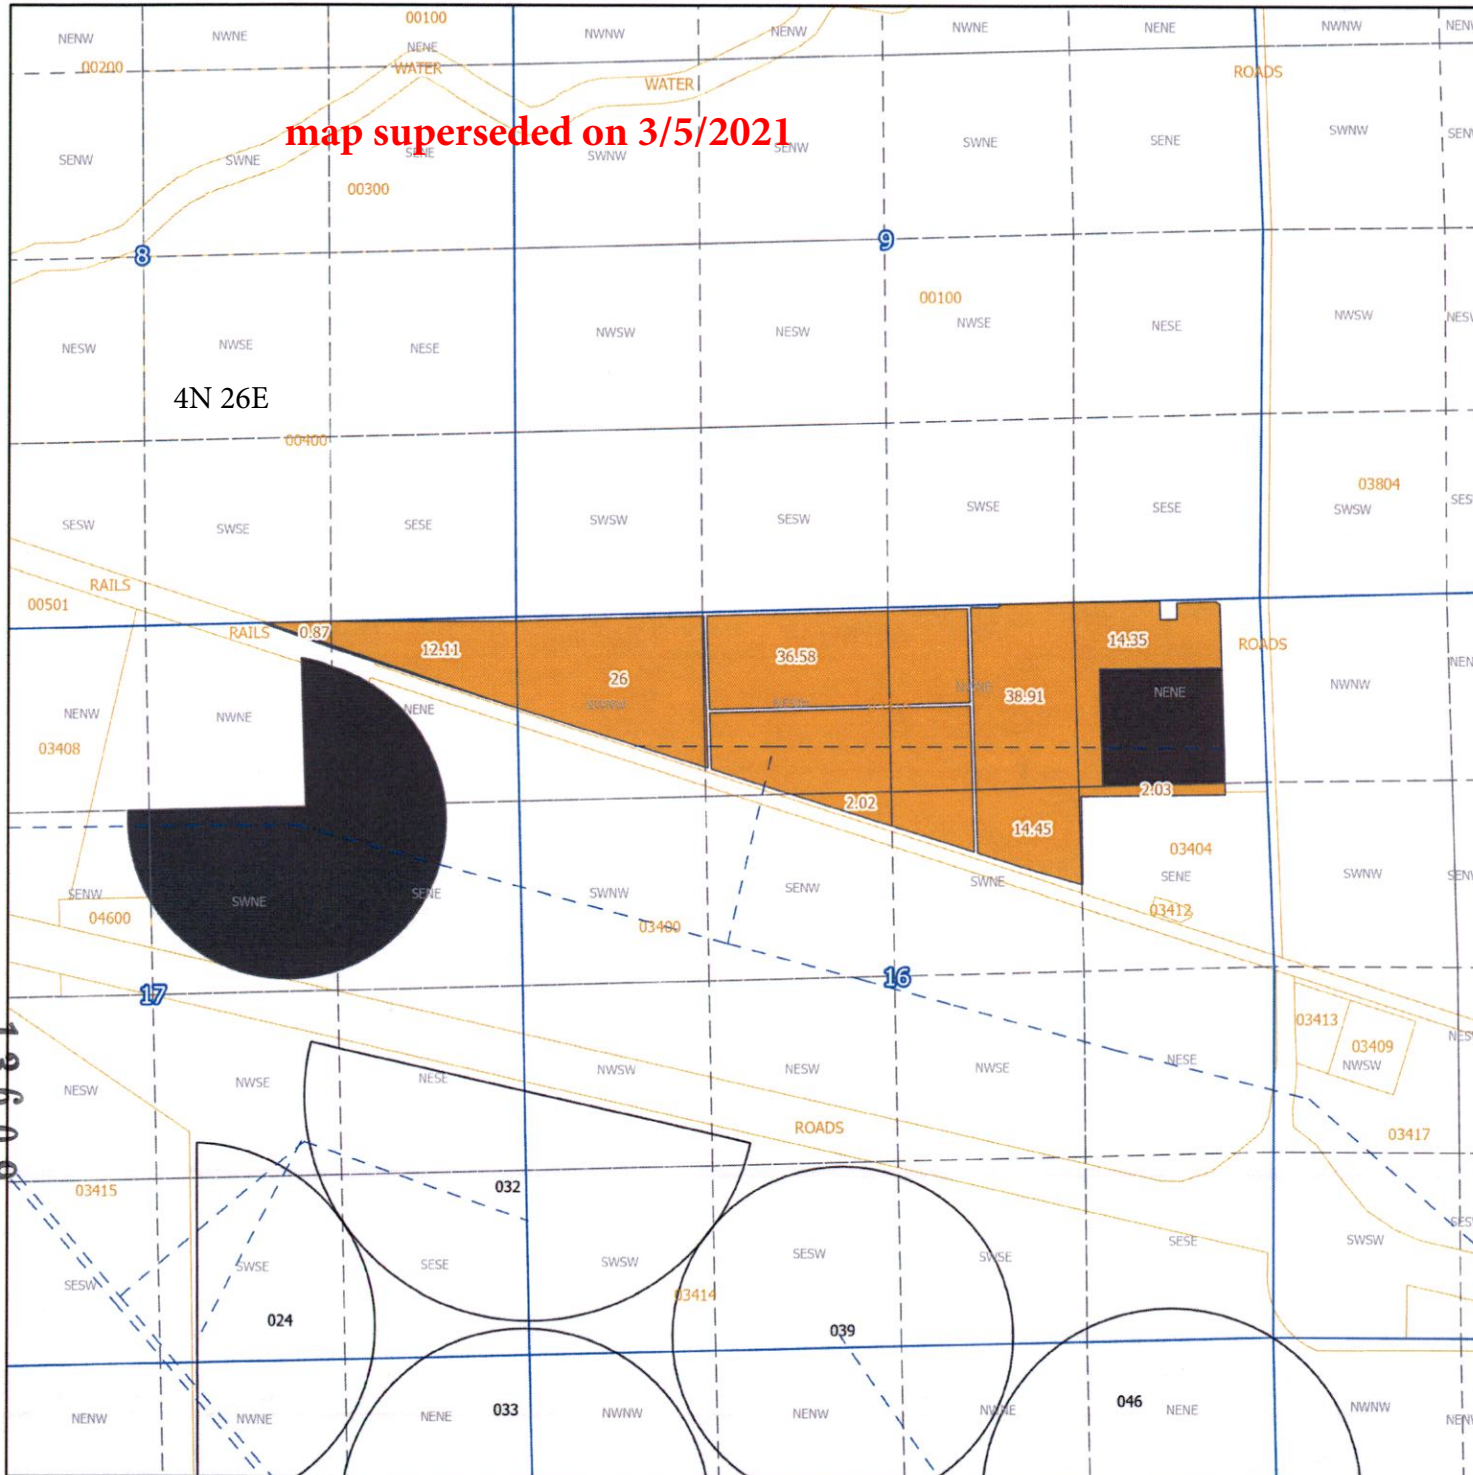 00100
NENW NWNE NENE NWNW NENW NWNE NENE NWNW NENW
00200 WATER WATER ROADS
map superseded on 3/5/2021
SENW SWNE SENE SWNW SENW SWNE SENE SWNW
00300
8 9
00100
NESW NWSE NESE NWSW NESW NWSE NESE NWSW
4N 26E
00400
03804
SESW SWSE SESE SWSW SESW SWSE SESE SWSW
RAILS
00501 RAILS 0.87 12.11 26 36.58 38.91 14.35 ROADS
NENW NWNE NENE NWNW NENE NWNW
03408
2.02 2.03
14.45 03404
SENW SWNE SENE SWNW SENW SWNE SENE SWNW
04600 03400 03412
17 16
03413
03409
13600
NESW NWSE NESE NWSW NESW NWSE NESE NWSW
ROADS 03417
03415 032
SESW SWSE SESE SWSW SESW SWSE SESE SWSW
03414
024 039
033 046
NENW NWNE NENE NWNW NENW NWNE NENE NWNW